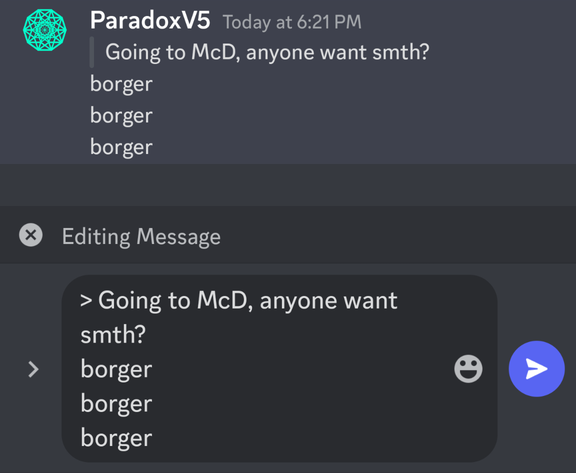 ParadoxV5 Today at 6:21 PM
Going to McD, anyone want smth?
borger
borger
borger
Editing Message
> Going to McD, anyone want
smth?
borger
borger
borger